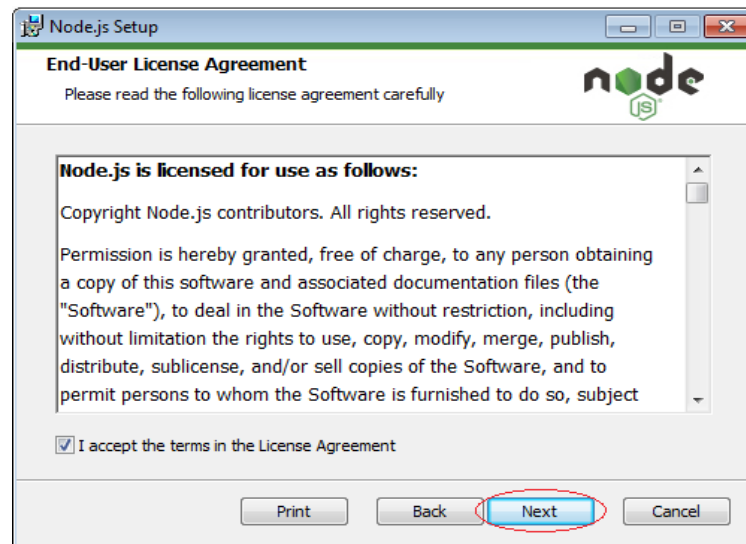 Node.js Setup
End-User License Agreement
Please read the following license agreement carefully
node
JS
Node.js is licensed for use as follows:
Copyright Node.js contributors. All rights reserved.
Permission is hereby granted, free of charge, to any person obtaining
a copy of this software and associated documentation files (the
"Software"), to deal in the Software without restriction, including
without limitation the rights to use, copy, modify, merge, publish,
distribute, sublicense, and/or sell copies of the Software, and to
permit persons to whom the Software is furnished to do so, subject
I accept the terms in the License Agreement
Print Back Next Cancel